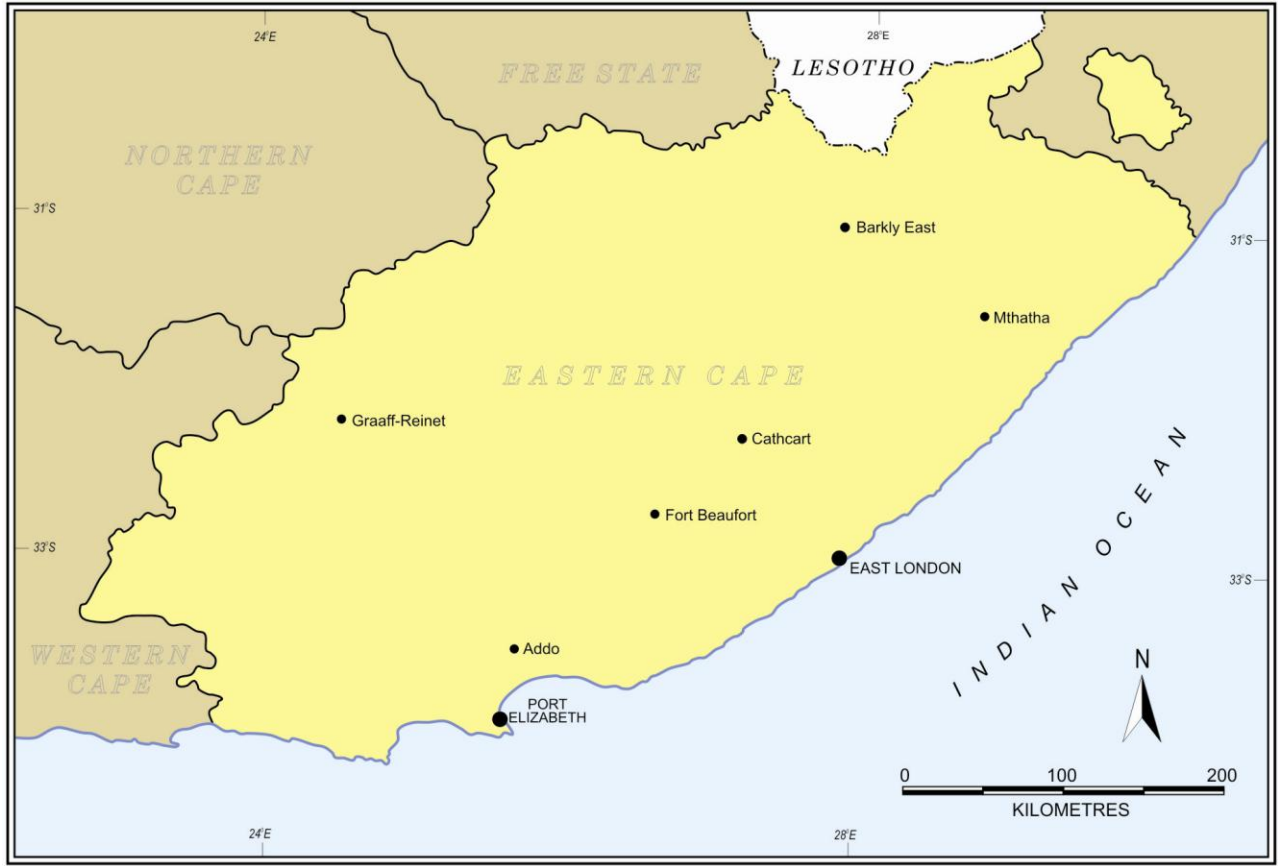 24°E
28°E
FREE STATE
LESOTHO
NORTHERN
CAPE
31°S
Barkly East
31°S
Mthatha
EASTERN CAPE
Graaff-Reinet
Cathcart
Fort Beaufort
33°S
EAST LONDON
33°S
INDIAN OCEAN
WESTERN
CAPE
Addo
PORT
ELIZABETH
N
0 100 200
KILOMETRES
24°E
28°E